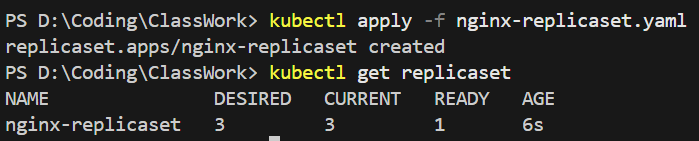 PS D:\Coding\ClassWork> kubectl apply -f nginx-replicaset.yaml
replicaset.apps/nginx-replicaset created
PS D:\Coding\ClassWork> kubectl get replicaset
NAME               DESIRED   CURRENT   READY   AGE
nginx-replicaset   3         3         1       6s